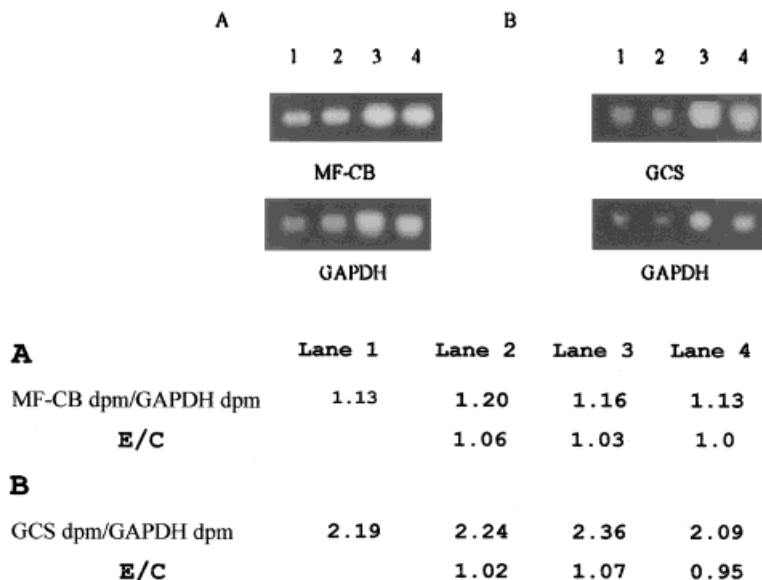 A B
1 2 3 4 1 2 3 4
MF-CB GCS
GAPDH GAPDH
A Lane 1 Lane 2 Lane 3 Lane 4
MF-CB dpm/GAPDH dpm 1.13 1.20 1.16 1.13
E/C 1.06 1.03 1.0
B
GCS dpm/GAPDH dpm 2.19 2.24 2.36 2.09
E/C 1.02 1.07 0.95